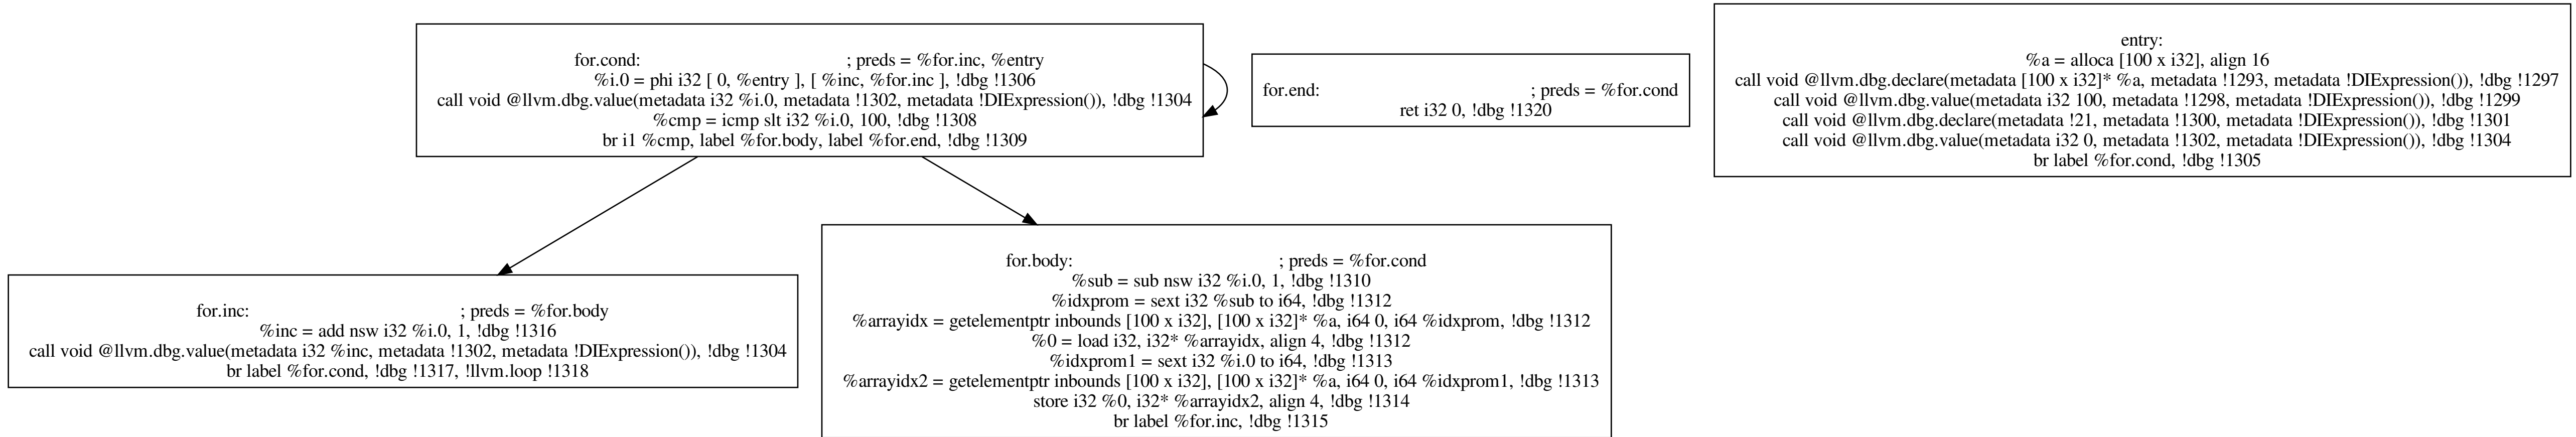 for.cond: ; preds = %for.inc, %entry
%i.0 = phi i32 [ 0, %entry ], [ %inc, %for.inc ], !dbg !1306
call void @llvm.dbg.value(metadata i32 %i.0, metadata !1302, metadata !DIExpression()), !dbg !1304
%cmp = icmp slt i32 %i.0, 100, !dbg !1308
br i1 %cmp, label %for.body, label %for.end, !dbg !1309
for.end: ; preds = %for.cond
ret i32 0, !dbg !1320
entry:
%a = alloca [100 x i32], align 16
call void @llvm.dbg.declare(metadata [100 x i32]* %a, metadata !1293, metadata !DIExpression()), !dbg !1297
call void @llvm.dbg.value(metadata i32 100, metadata !1298, metadata !DIExpression()), !dbg !1299
call void @llvm.dbg.declare(metadata !21, metadata !1300, metadata !DIExpression()), !dbg !1301
call void @llvm.dbg.value(metadata i32 0, metadata !1302, metadata !DIExpression()), !dbg !1304
br label %for.cond, !dbg !1305
for.inc: ; preds = %for.body
%inc = add nsw i32 %i.0, 1, !dbg !1316
call void @llvm.dbg.value(metadata i32 %inc, metadata !1302, metadata !DIExpression()), !dbg !1304
br label %for.cond, !dbg !1317, !llvm.loop !1318
for.body: ; preds = %for.cond
%sub = sub nsw i32 %i.0, 1, !dbg !1310
%idxprom = sext i32 %sub to i64, !dbg !1312
%arrayidx = getelementptr inbounds [100 x i32], [100 x i32]* %a, i64 0, i64 %idxprom, !dbg !1312
%0 = load i32, i32* %arrayidx, align 4, !dbg !1312
%idxprom1 = sext i32 %i.0 to i64, !dbg !1313
%arrayidx2 = getelementptr inbounds [100 x i32], [100 x i32]* %a, i64 0, i64 %idxprom1, !dbg !1313
store i32 %0, i32* %arrayidx2, align 4, !dbg !1314
br label %for.inc, !dbg !1315